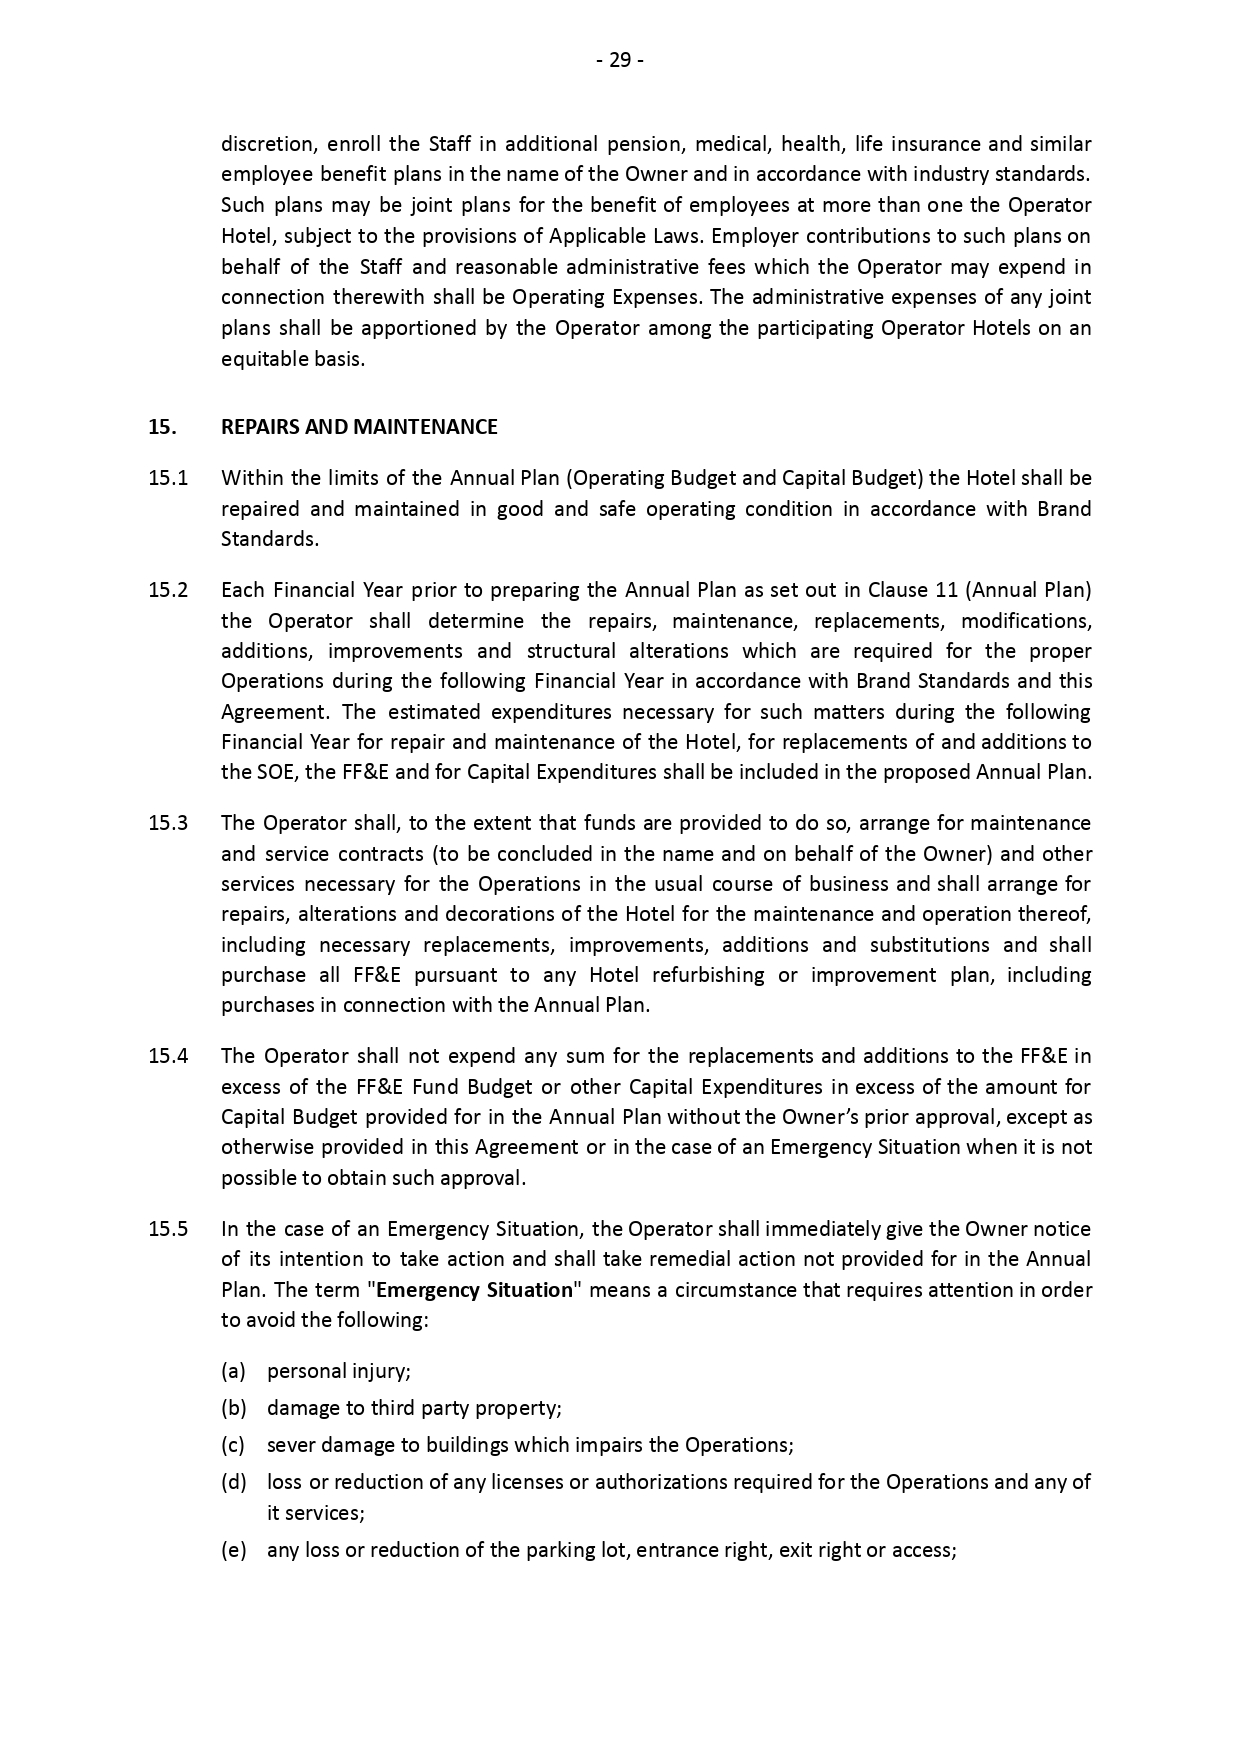 - 29 -
discretion, enroll the Staff in additional pension, medical, health, life insurance and similar
employee benefit plans in the name of the Owner and in accordance with industry standards.
Such plans may be joint plans for the benefit of employees at more than one the Operator
Hotel, subject to the provisions of Applicable Laws. Employer contributions to such plans on
behalf of the Staff and reasonable administrative fees which the Operator may expend in
connection therewith shall be Operating Expenses. The administrative expenses of any joint
plans shall be apportioned by the Operator among the participating Operator Hotels on an
equitable basis.
15. REPAIRS AND MAINTENANCE
15.1 Within the limits of the Annual Plan (Operating Budget and Capital Budget) the Hotel shall be
repaired and maintained in good and safe operating condition in accordance with Brand
Standards.
15.2 Each Financial Year prior to preparing the Annual Plan as set out in Clause 11 (Annual Plan)
the Operator shall determine the repairs, maintenance, replacements, modifications,
additions, improvements and structural alterations which are required for the proper
Operations during the following Financial Year in accordance with Brand Standards and this
Agreement. The estimated expenditures necessary for such matters during the following
Financial Year for repair and maintenance of the Hotel, for replacements of and additions to
the SOE, the FF&E and for Capital Expenditures shall be included in the proposed Annual Plan.
15.3 The Operator shall, to the extent that funds are provided to do so, arrange for maintenance
and service contracts (to be concluded in the name and on behalf of the Owner) and other
services necessary for the Operations in the usual course of business and shall arrange for
repairs, alterations and decorations of the Hotel for the maintenance and operation thereof,
including necessary replacements, improvements, additions and substitutions and shall
purchase all FF&E pursuant to any Hotel refurbishing or improvement plan, including
purchases in connection with the Annual Plan.
15.4 The Operator shall not expend any sum for the replacements and additions to the FF&E in
excess of the FF&E Fund Budget or other Capital Expenditures in excess of the amount for
Capital Budget provided for in the Annual Plan without the Owner’s prior approval, except as
otherwise provided in this Agreement or in the case of an Emergency Situation when it is not
possible to obtain such approval.
15.5 In the case of an Emergency Situation, the Operator shall immediately give the Owner notice
of its intention to take action and shall take remedial action not provided for in the Annual
Plan. The term "Emergency Situation" means a circumstance that requires attention in order
to avoid the following:
(a) personal injury;
(b) damage to third party property;
(c) sever damage to buildings which impairs the Operations;
(d) loss or reduction of any licenses or authorizations required for the Operations and any of
it services;
(e) any loss or reduction of the parking lot, entrance right, exit right or access;